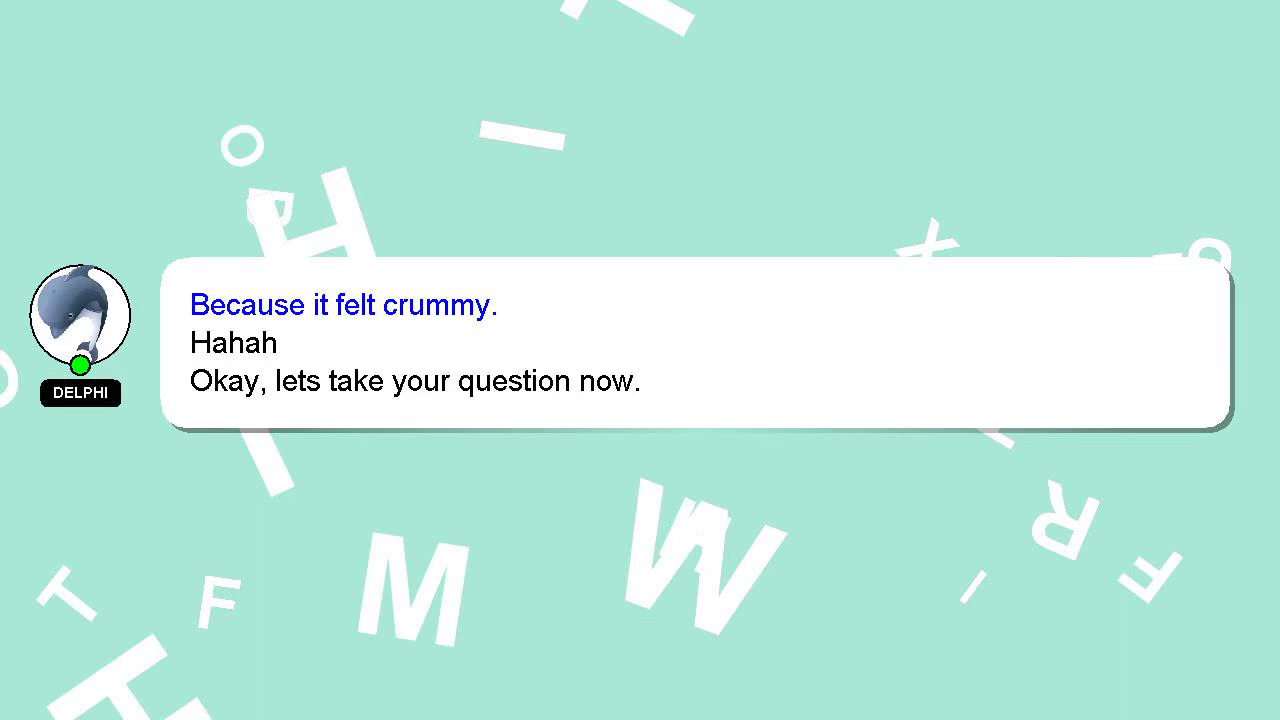 Because it felt crummy.
Hahah
Okay, lets take your question now.
DELPHI
O
H
I
X
T
F
M
W
R
F
I